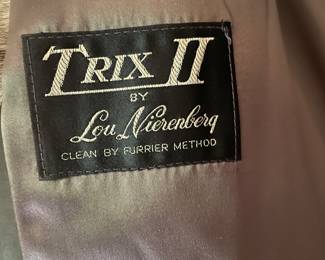 TRIX II
BY
Lou Nierenberg
CLEAN BY FURRIER METHOD